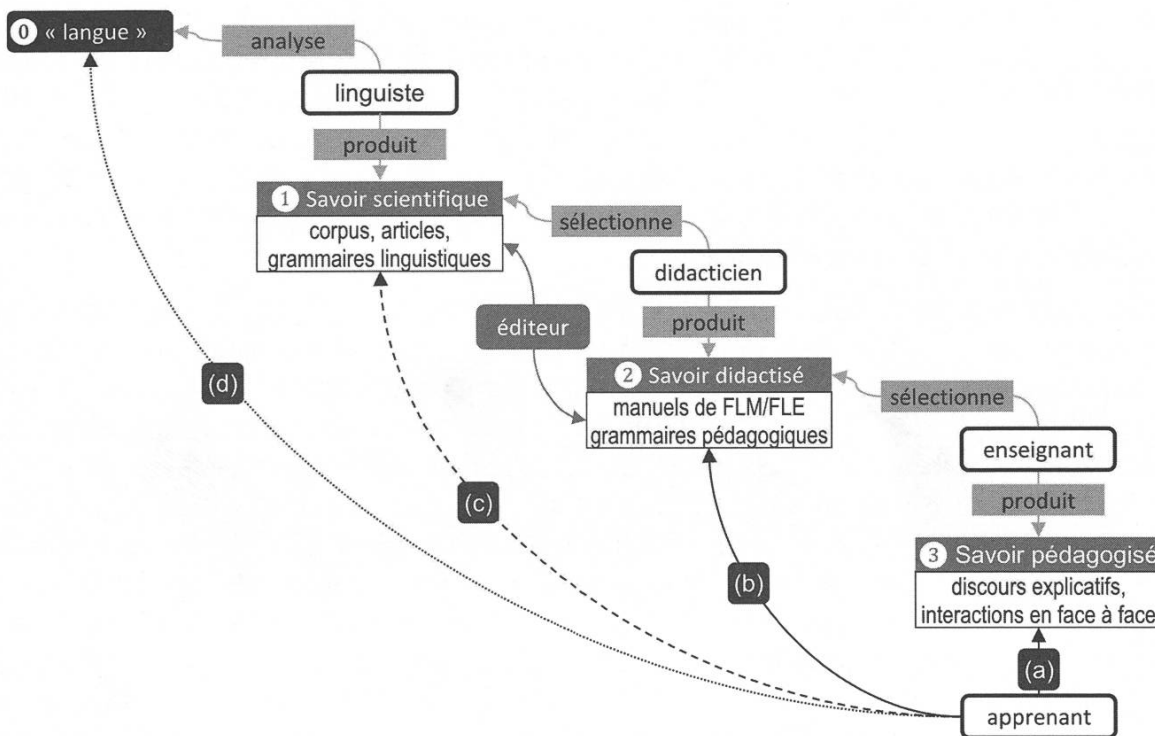 0 « langue »
analyse
linguiste
produit
1 Savoir scientifique
corpus, articles,
grammaires linguistiques
sélectionne
didacticien
produit
éditeur
2 Savoir didactisé
manuels de FLM/FLE
grammaires pédagogiques
sélectionne
enseignant
produit
3 Savoir pédagogisé
discours explicatifs,
interactions en face à face
(d)
(c)
(b)
(a)
apprenant